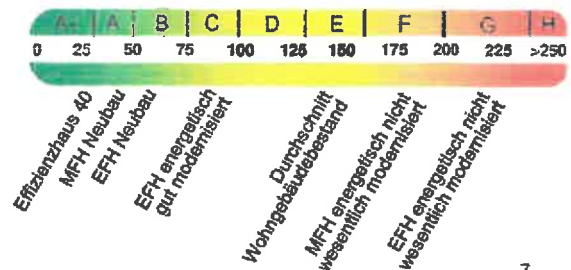 A+ A B C D E F G H
0 25 50 75 100 125 150 175 200 225 >250
Effizienzhaus 40
MFH Neubau
EFH Neubau
EFH energetisch
gut modernisiert
Durchschnitt
Wohngebäudebestand
MFH energetisch nicht
wesentlich modernisiert
EFH energetisch nicht
wesentlich modernisiert
7